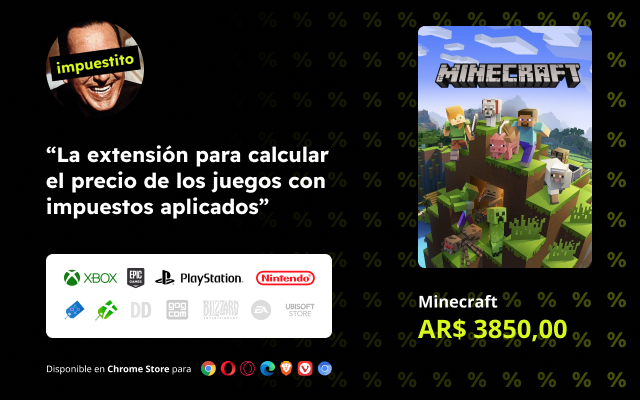 impuestito
“La extensión para calcular
el precio de los juegos con
impuestos aplicados”
XBOX
EPIC
GAMES
PlayStation.
Nintendo
DD
GOG
COM
BLIZZARD
ENTERTAINMENT
EA
UBISOFT
STORE
Disponible en Chrome Store para
MINECRAFT
Minecraft
AR$ 3850,00